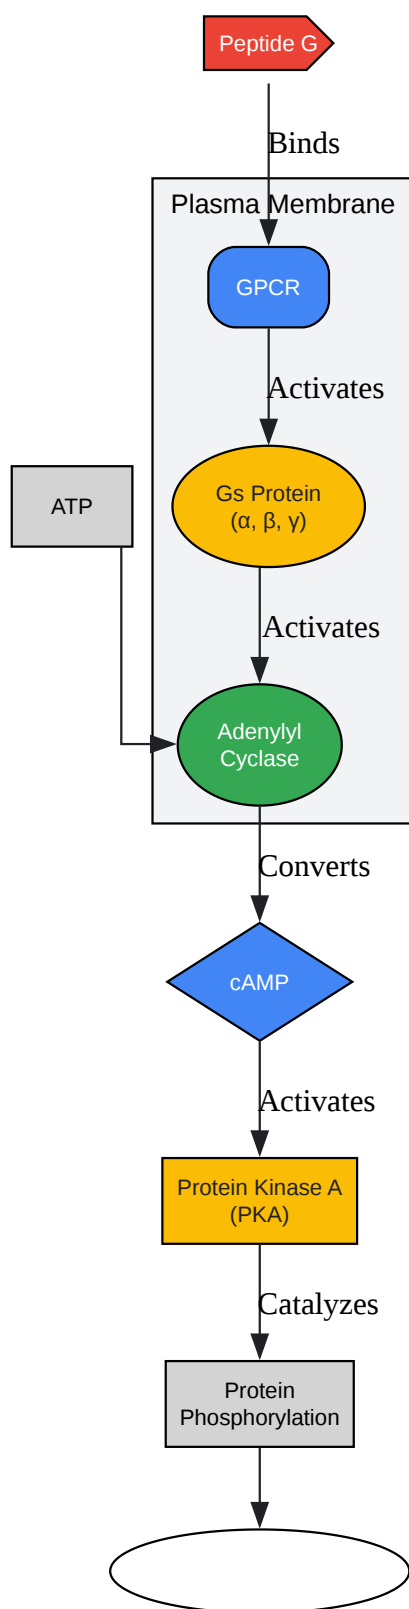 Peptide G
Binds
Plasma Membrane
GPCR
Activates
Gs Protein
(α, β, γ)
ATP
Activates
Adenylyl
Cyclase
Converts
cAMP
Activates
Protein Kinase A
(PKA)
Catalyzes
Protein
Phosphorylation